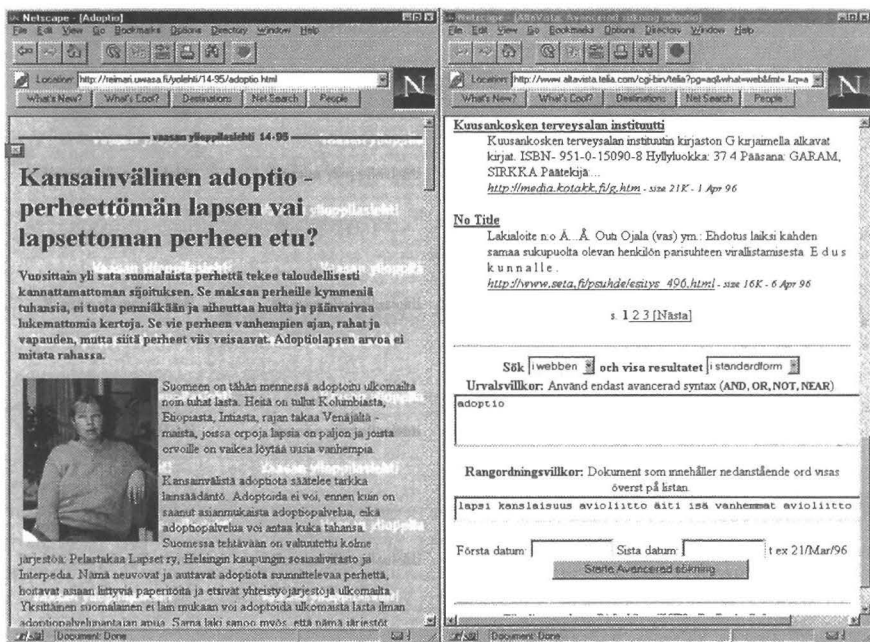 Netscape - [Adoptio]
File Edit View Go Bookmarks Options Directory Window Help
Location: http://reimari.uwasa.fi/yolehti/14-95/adoptio.html
N
What's New? What's Cool? Destinations Net Search People
vaasan ylioppilaslehti 14-95
Kansainvälinen adoptio -
perheettömän lapsen vai
lapsettoman perheen etu?
Vuosittain yli sata suomalaista perhettä tekee taloudellisesti
kannattamattoman sijoituksen. Se maksaa perheille kymmeniä
tuhansia, ei tuota penniäkään ja aiheuttaa huolta ja päänvaivaa
lukemattomia kertoja. Se vie perheen vanhempien ajan, rahat ja
vapauden, mutta siitä perheet viis veisaavat. Adoptiolapsen arvoa ei
mitata rahassa.
Suomeen on tähän mennessä adoptoitu ulkomailta
noin tuhat lasta. Heitä on tullut Kolumbiasta,
Etiopiasta, Intiasta, rajan takaa Venäjältä -
maista, joissa orpoja lapsia on paljon ja joista
orvoille on vaikea löytää uusia vanhempia.
Kansainvälistä adoptiota säätelee tarkka
lainsäädäntö. Adoptoida ei voi, ennen kuin on
saanut asianmukaista adoptiopalvelua, eikä
adoptiopalvelua voi antaa kuka tahansa.
Suomessa tehtävään on valtuutettu kolme
järjestöä: Pelastakaa Lapset ry, Helsingin kaupungin sosiaalivirasto ja
Interpedia. Nämä neuvovat ja auttavat adoptiota suunnittelevaa perhettä,
hoitavat asiaan liittyviä papereita ja etsivät yhteistyöjärjestöjä ulkomailta.
Yksittäinen suomalainen ei lain mukaan voi adoptoida ulkomaista lasta ilman
adoptiopalvelunantajan apua. Sama laki sanoo myös, että nämä järjestöt
Document: Done
Netscape - [AltaVista: Avancerad sökning adoptio]
File Edit View Go Bookmarks Options Directory Window Help
Location: http://www.altavista.telia.com/cgi-bin/telia?pg=aq&what=web&fmt=.&q=a
N
What's New? What's Cool? Destinations Net Search People
Kuusankosken terveysalan instituutti
Kuusankosken terveysalan instituutin kirjaston G kirjaimella alkavat
kirjat. ISBN- 951-0-15090-8 Hyllyluokka: 37.4 Pääsana: GARAM,
SIRKKA Päätekijä:...
http://media.kotakk.fi/g.htm - size 21K - 1 Apr 96
No Title
Lakialoite n:o Ä...Å. Outi Ojala (vas) ym.: Ehdotus laiksi kahden
samaa sukupuolta olevan henkilön parisuhteen virallistamisesta. E d u s
k u n n a l l e .
http://www.seta.fi/psuhde/esitys_496.html - size 16K - 6 Apr 96
s. 1 2 3 [Nästa]
Sök i webben och visa resultatet i standardform
Urvalsvillkor: Använd endast avancerad syntax (AND, OR, NOT, NEAR)
adoptio
Rangordningsvillkor: Dokument som innehåller nedanstående ord visas
överst på listan.
lapsi kanslaisuus avioliitto äiti isä vanhemmat avioliitto
Första datum: Sista datum: t ex 21/Mar/96
Starta Avancerad sökning
Document: Done